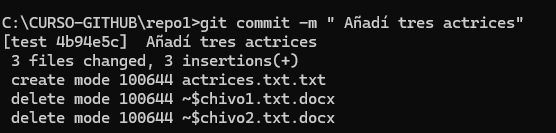 C:\CURSO-GITHUB\repo1>git commit -m " Añadí tres actrices"
[test 4b94e5c]  Añadí tres actrices
 3 files changed, 3 insertions(+)
 create mode 100644 actrices.txt.txt
 delete mode 100644 ~$chivo1.txt.docx
 delete mode 100644 ~$chivo2.txt.docx